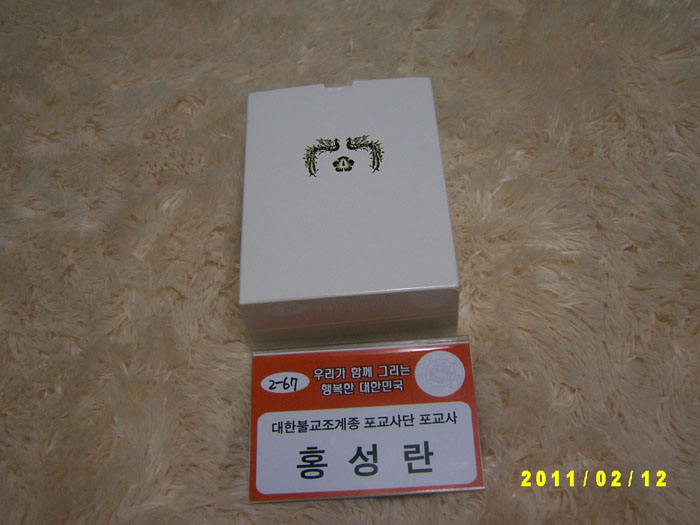 2-67
우리가 함께 그리는
행복한 대한민국
대한불교조계종 포교사단 포교사
홍 성 란
2011/02/12